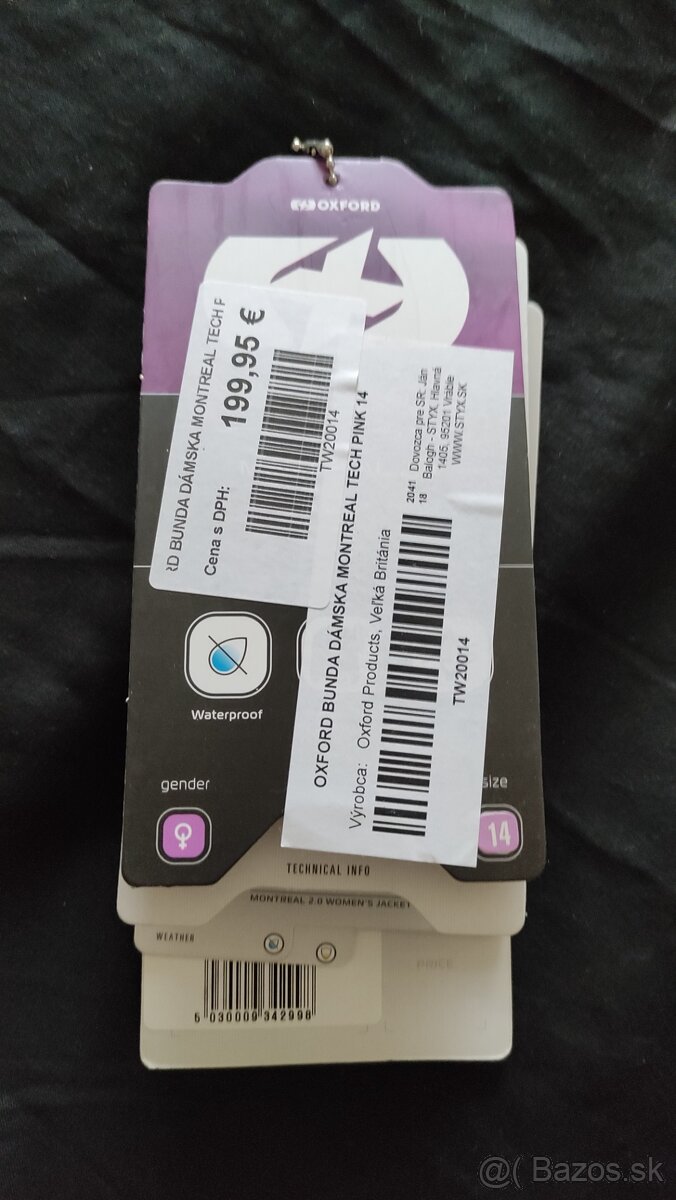 OXFORD
RD BUNDA DÁMSKA MONTREAL TECH P
199,95 €
Cena s DPH:
TW20014
OXFORD BUNDA DÁMSKA MONTREAL TECH PINK 14
Výrobca: Oxford Products, Veľká Británia
2041
18
Dovozca pre SR: Ján
Balogh - STYX, Hlavná
1405, 95201 Vráble
WWW.STYX.SK
TW20014
Waterproof
gender
size
14
TECHNICAL INFO
MONTREAL 2.0 WOMEN'S JACKET
WEATHER
PRICE
5 030009 342998
@( Bazos.sk